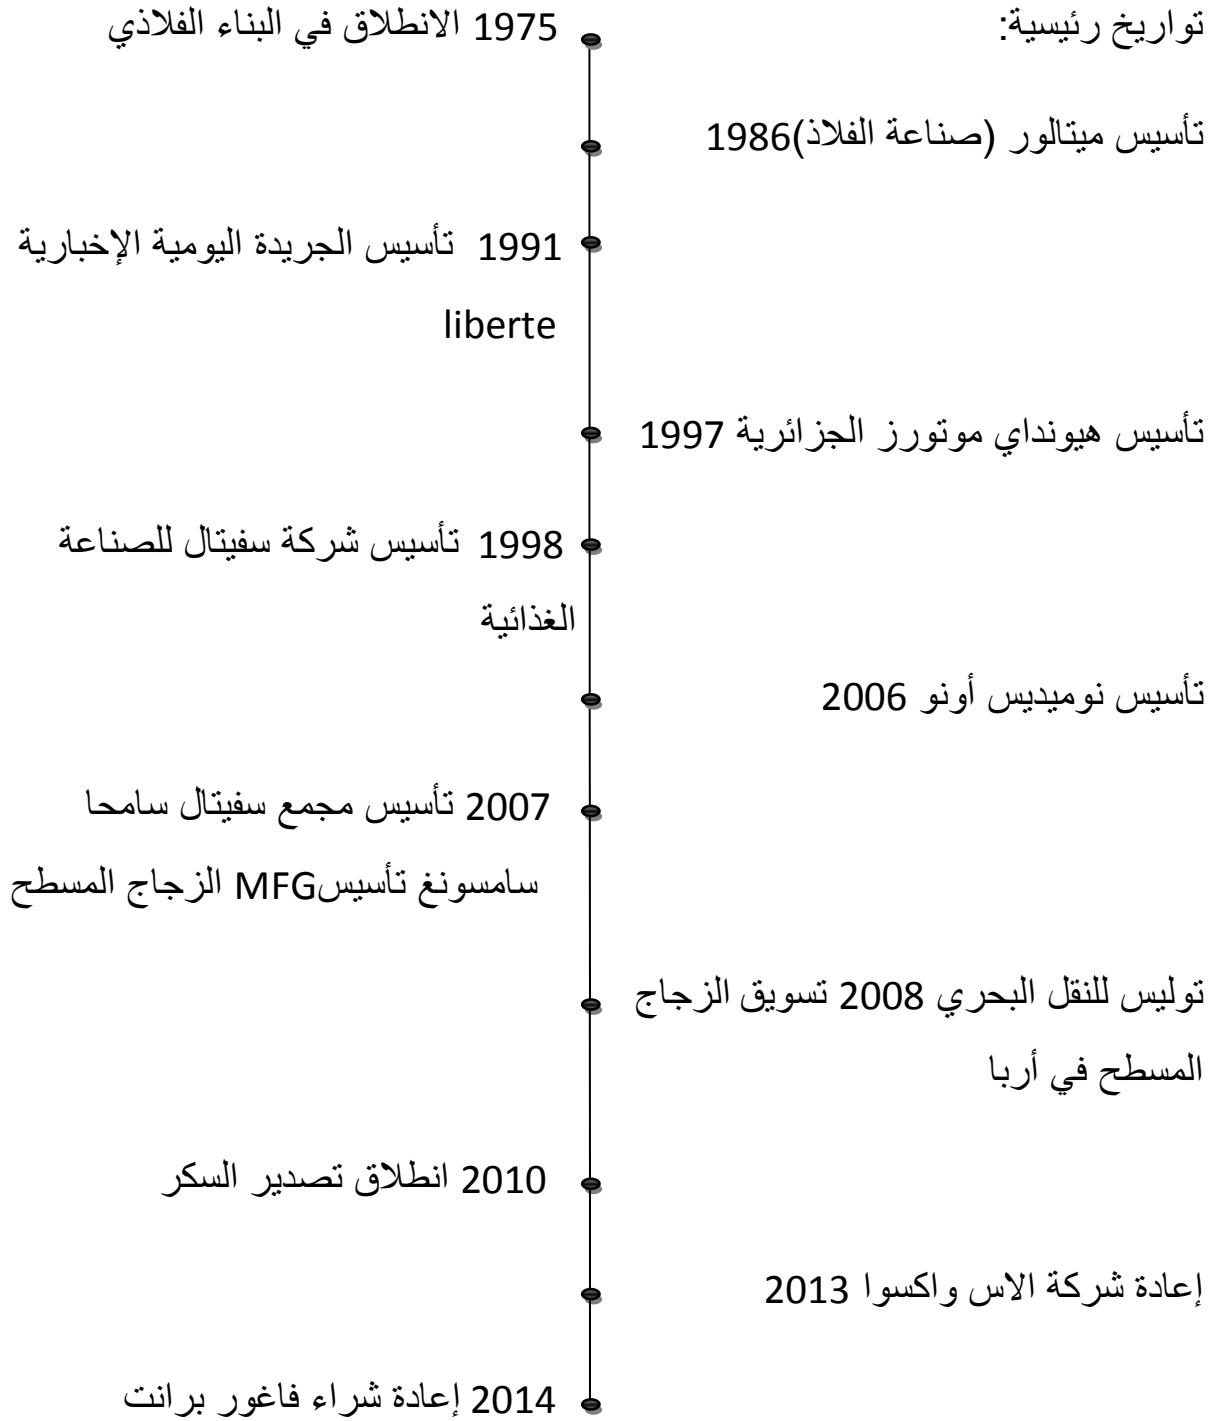 تواريخ رئيسية:
1975 الانطلاق في البناء الفلاذي
تأسيس ميتالور (صناعة الفلاذ)1986
1991 تأسيس الجريدة اليومية الإخبارية
liberte
تأسيس هيونداي موتورز الجزائرية 1997
1998 تأسيس شركة سفيتال للصناعة
الغذائية
تأسيس نوميديس أونو 2006
2007 تأسيس مجمع سفيتال سامحا
سامسونغ تأسيسMFG الزجاج المسطح
توليس للنقل البحري 2008 تسويق الزجاج
المسطح في أربا
2010 انطلاق تصدير السكر
إعادة شركة الاس واكسوا 2013
2014 إعادة شراء فاغور برانت